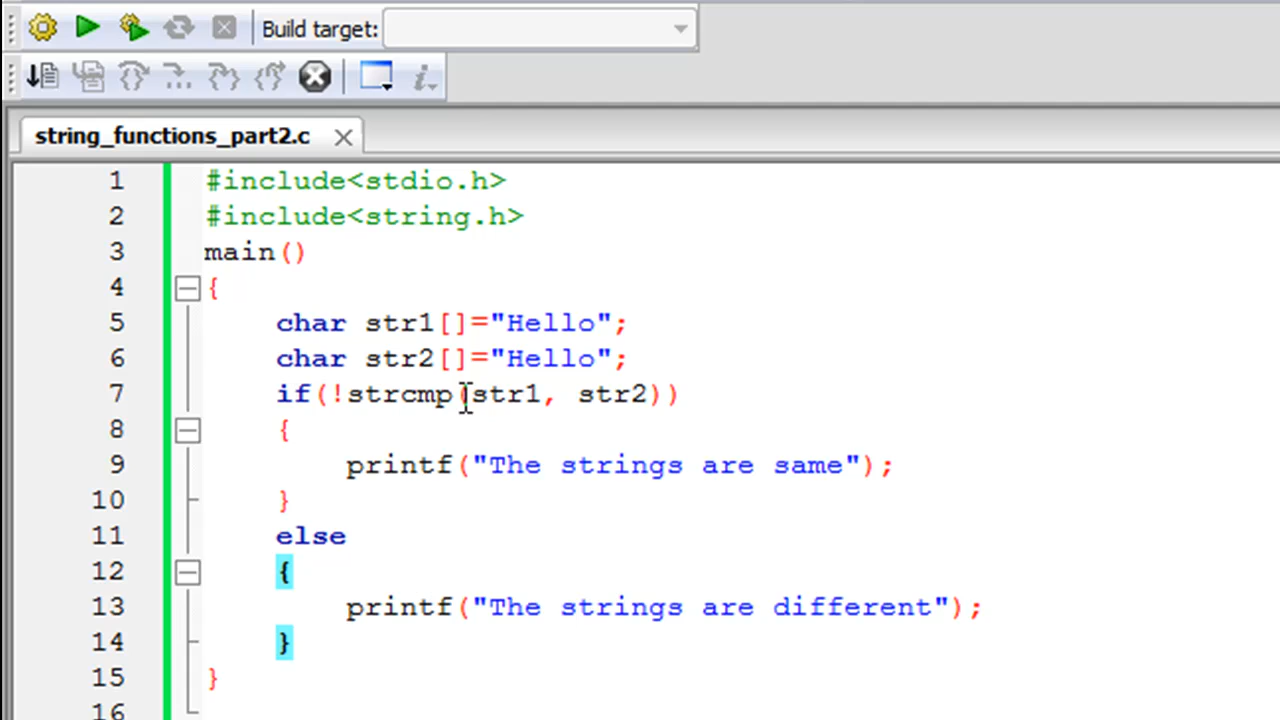 Build target:
string_functions_part2.c
1 #include<stdio.h>
2 #include<string.h>
3 main()
4 {
5 char str1[]="Hello";
6 char str2[]="Hello";
7 if(!strcmp(str1, str2))
8 {
9 printf("The strings are same");
10 }
11 else
12 {
13 printf("The strings are different");
14 }
15 }
16